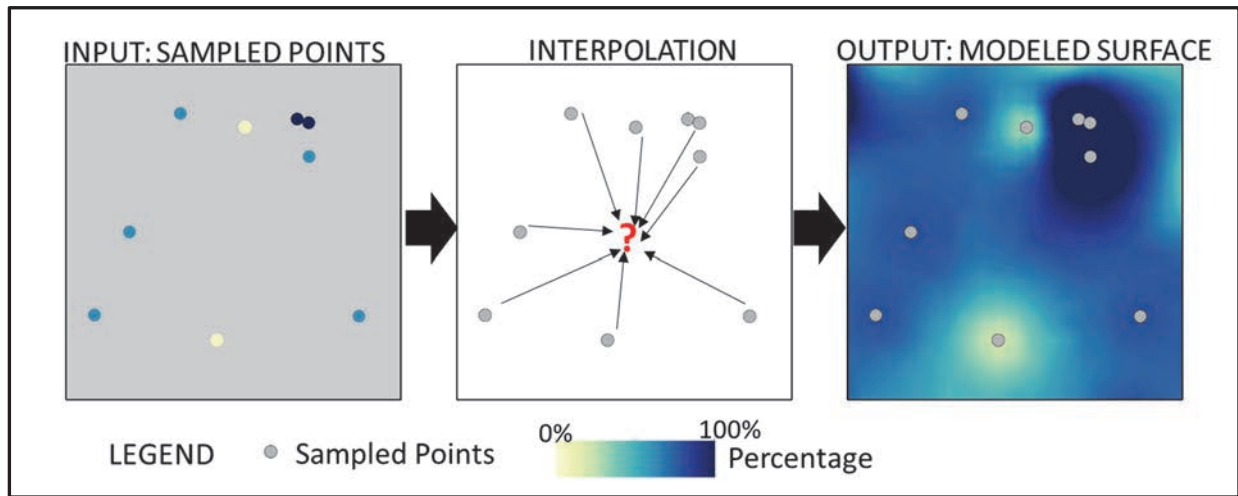 INPUT: SAMPLED POINTS
INTERPOLATION
OUTPUT: MODELED SURFACE
?
LEGEND
Sampled Points
0%
100%
Percentage